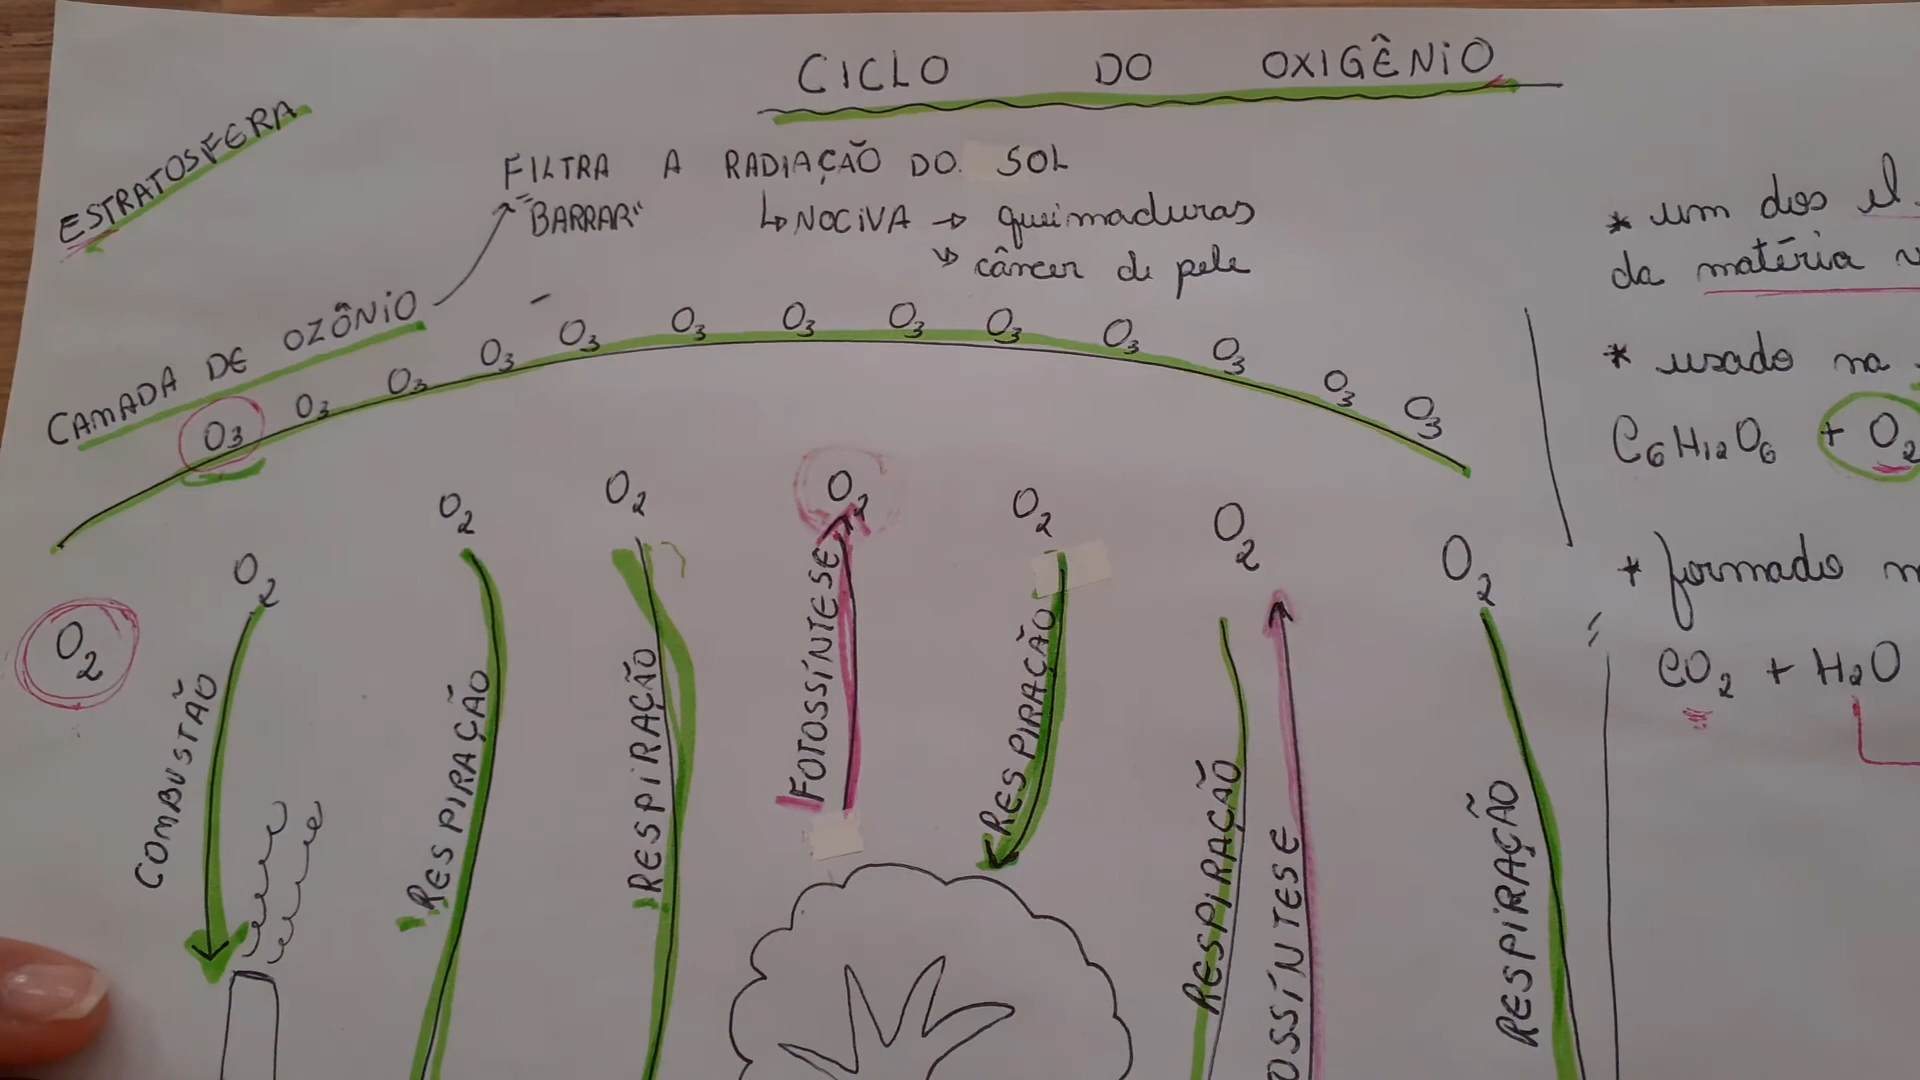 CICLO DO OXIGÊNIO
ESTRATOSFERA
FILTRA A RADIAÇÃO DO SOL
"BARRAR"
↳ NOCIVA → queimaduras
↘ câncer de pele
CAMADA DE OZÔNIO
O₃ O₃ O₃ O₃ O₃ O₃ O₃ O₃ O₃ O₃ O₃ O₃ O₃
O₂ O₂ O₂ O₂ O₂ O₂ O₂
O₂
COMBUSTÃO
RESPIRAÇÃO
RESPIRAÇÃO
FOTOSSÍNTESE
RESPIRAÇÃO
RESPIRAÇÃO
OSSÍNTESE
RESPIRAÇÃO
* um dos
da matéria
* usado na
C₆H₁₂O₆ + O₂
* formado
CO₂ + H₂O